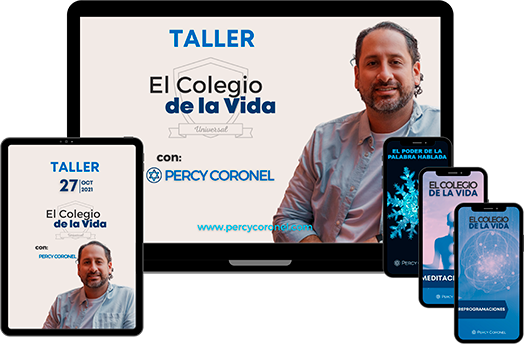 TALLER
El Colegio
de la Vida
Universal
con:
PERCY CORONEL
www.percycoronel.com
TALLER
27 OCT
2021
El Colegio
de la Vida
con:
PERCY CORONEL
EL PODER DE LA
PALABRA HABLADA
PERCY CORONEL
EL COLEGIO
DE LA VIDA
MEDITACIO
PERCY
EL COLEGIO
DE LA VIDA
REPROGRAMACIONES
PERCY CORONEL